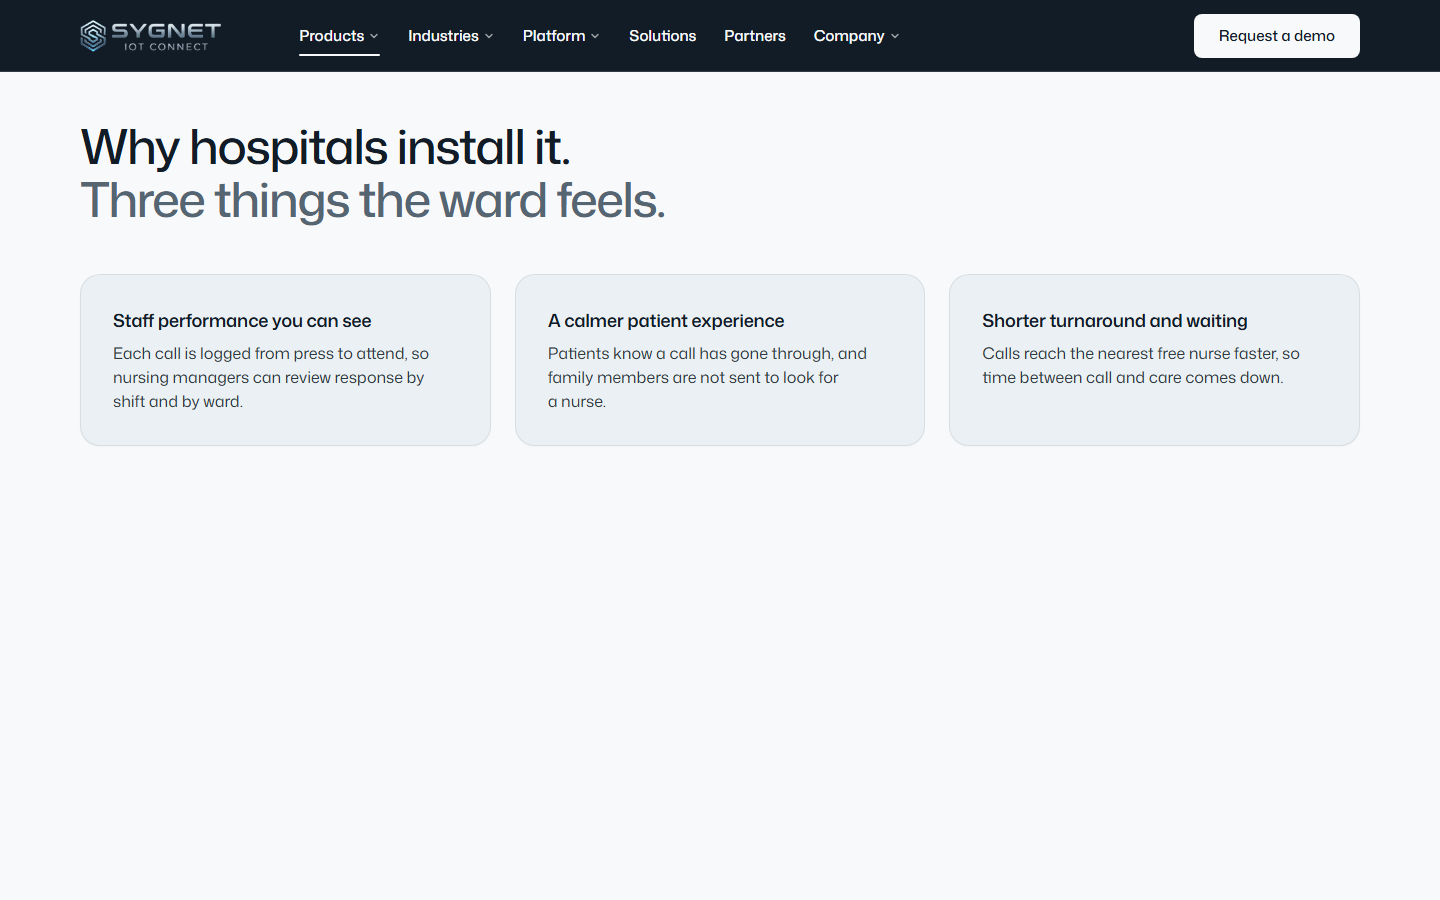 SYGNET
IOT CONNECT
Products
Industries
Platform
Solutions
Partners
Company
Request a demo
Why hospitals install it.
Three things the ward feels.
Staff performance you can see
Each call is logged from press to attend, so
nursing managers can review response by
shift and by ward.
A calmer patient experience
Patients know a call has gone through, and
family members are not sent to look for
a nurse.
Shorter turnaround and waiting
Calls reach the nearest free nurse faster, so
time between call and care comes down.